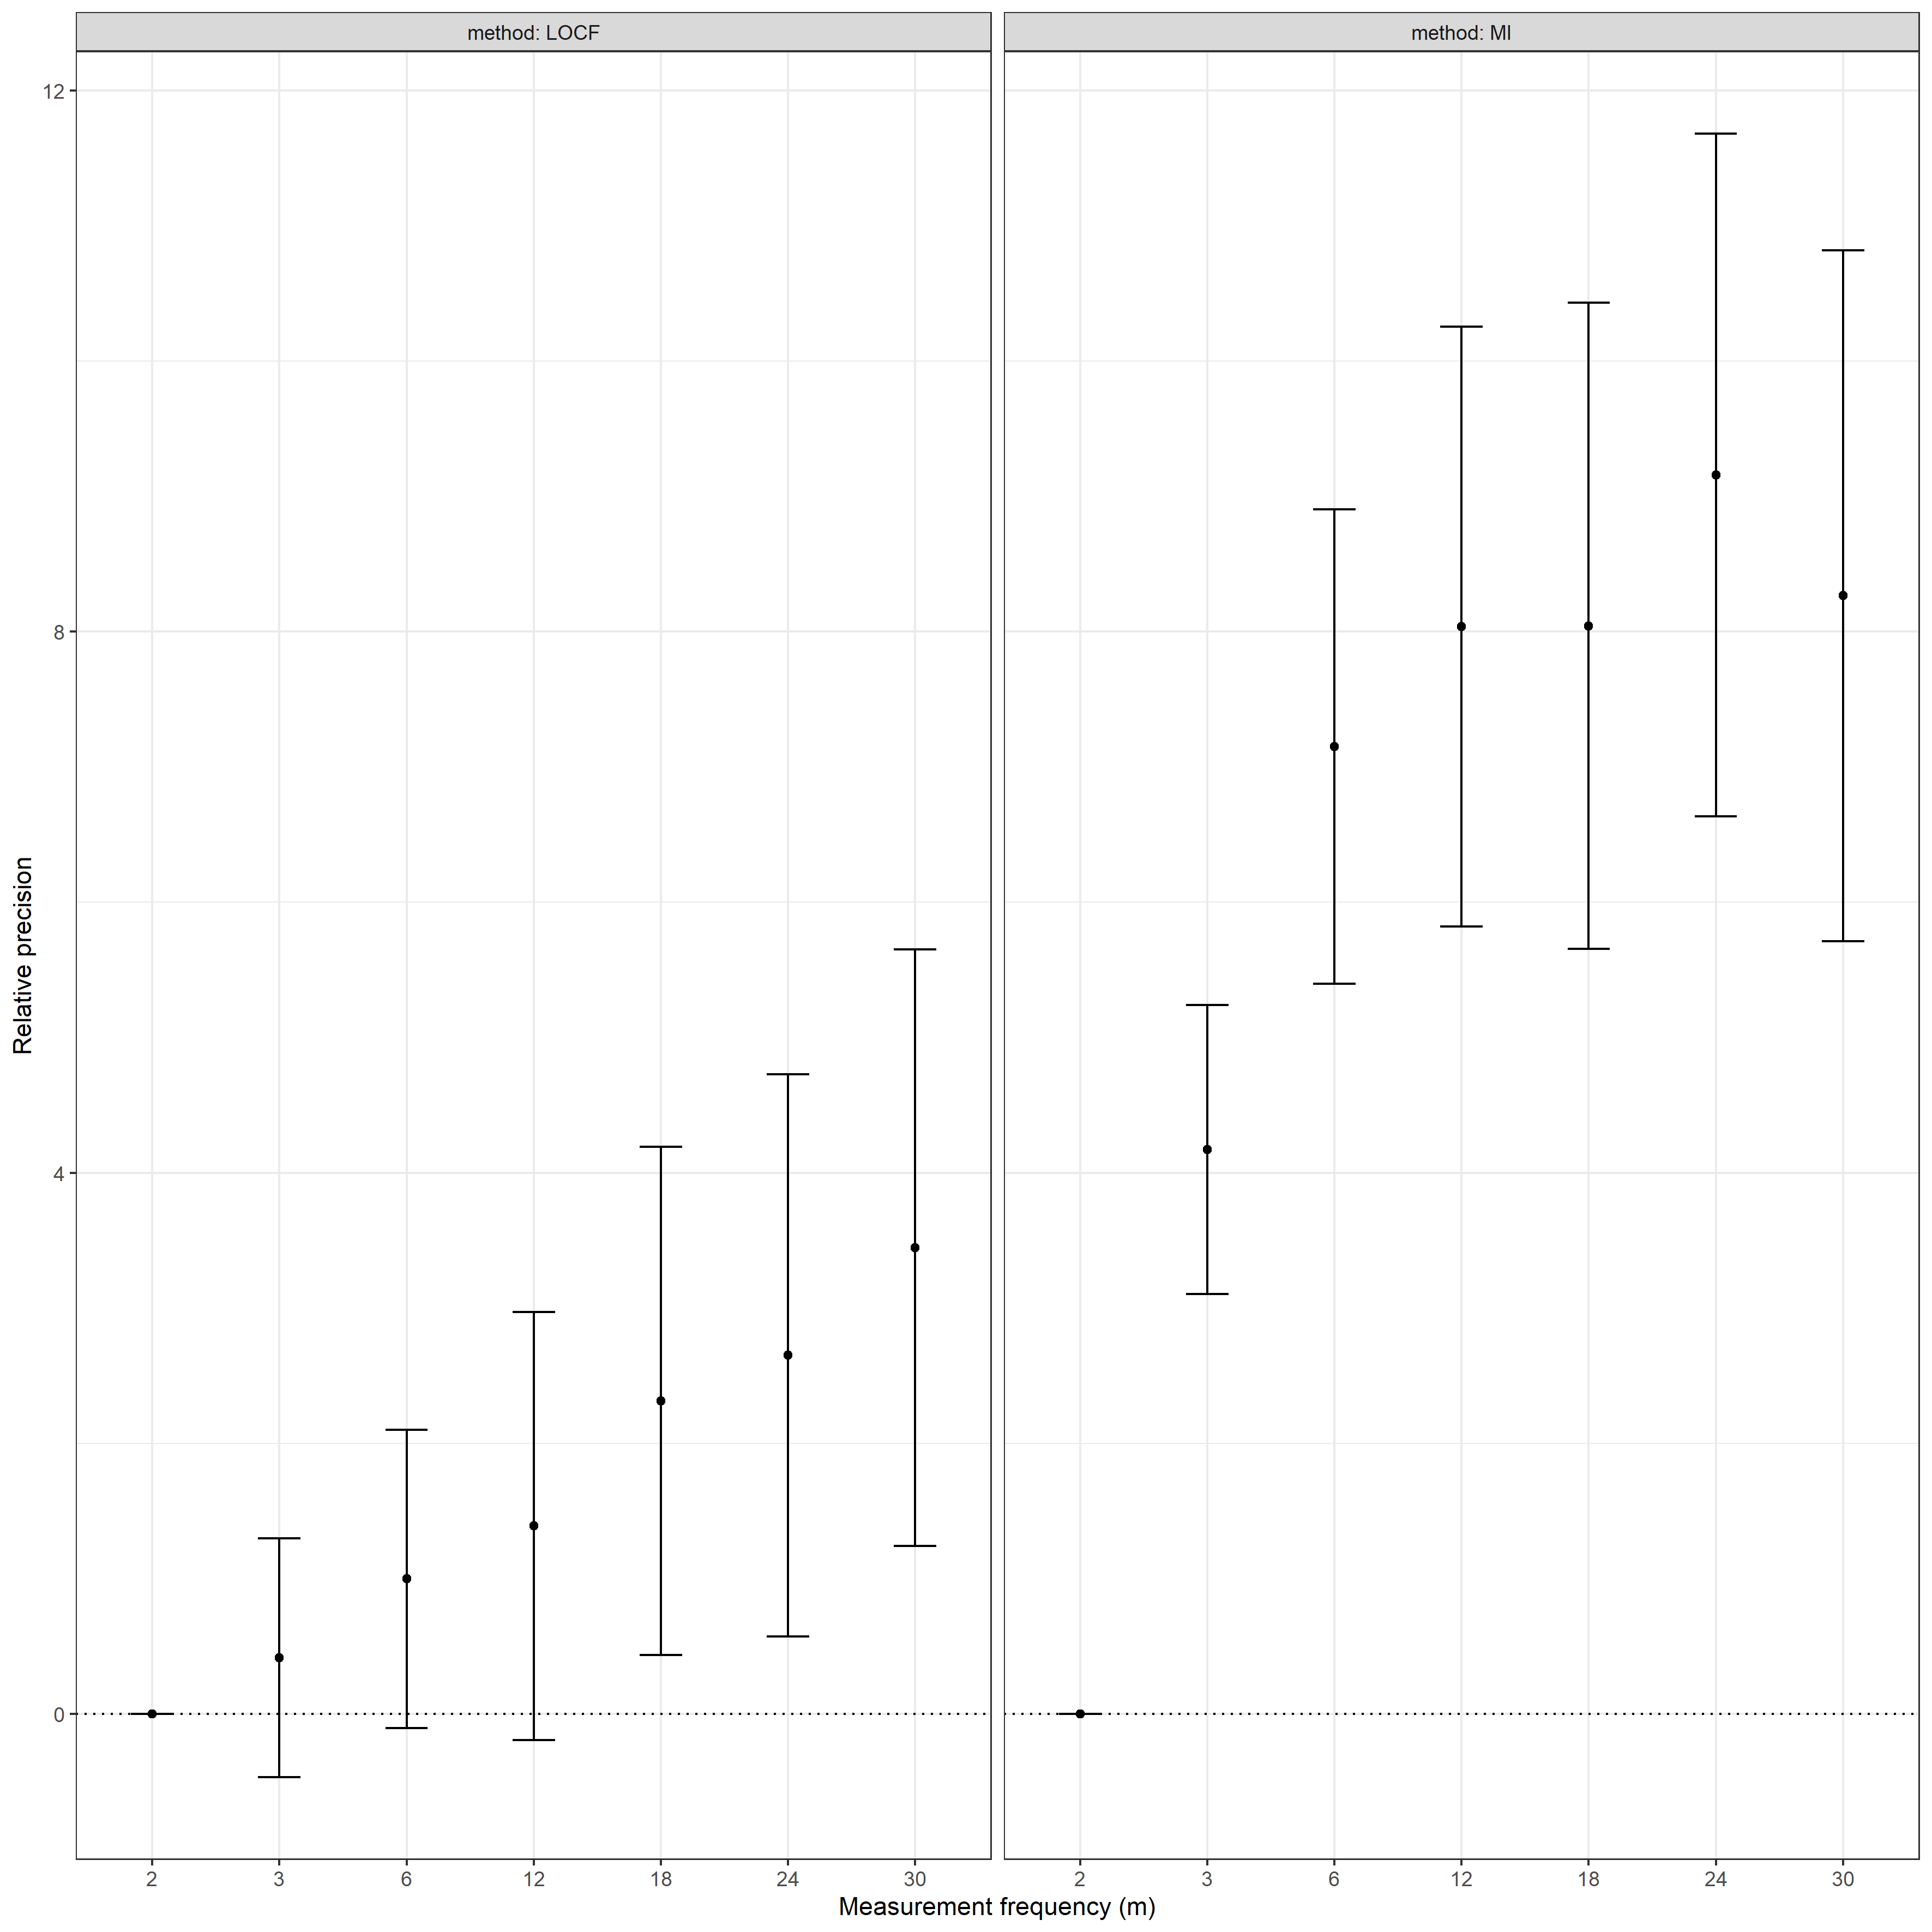 method: LOCF
method: MI
12
8
4
0
Relative precision
2 3 6 12 18 24 30
2 3 6 12 18 24 30
Measurement frequency (m)